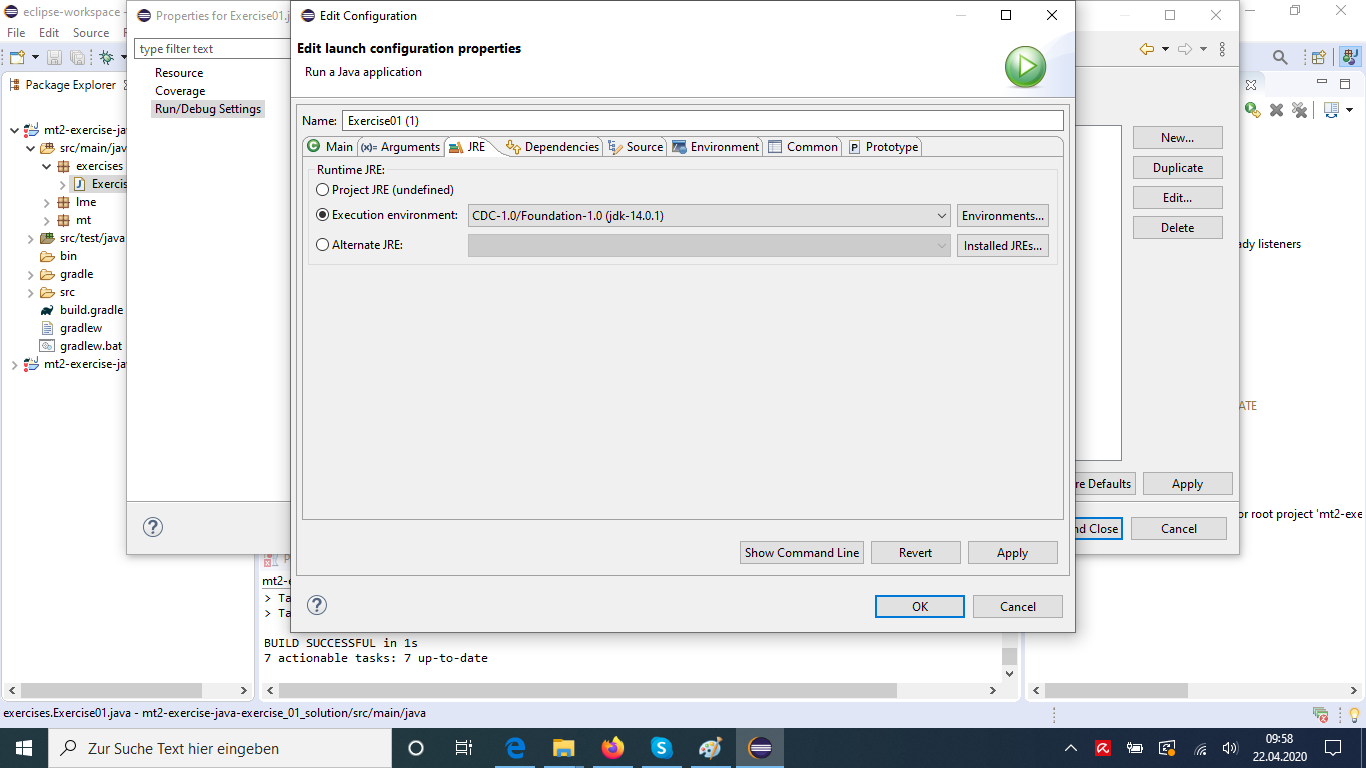 eclipse-workspace -
Properties for Exercise01.j
Edit Configuration
File Edit Source
type filter text
Edit launch configuration properties
Run a Java application
Package Explorer
Resource
Coverage
Run/Debug Settings
Name: Exercise01 (1)
Main (x)= Arguments JRE Dependencies Source Environment Common Prototype
Runtime JRE:
Project JRE (undefined)
Execution environment: CDC-1.0/Foundation-1.0 (jdk-14.0.1) Environments...
Alternate JRE: Installed JREs...
New...
Duplicate
Edit...
Delete
mt2-exercise-jav
src/main/java
exercises
Exercis
lme
mt
src/test/java
bin
gradle
src
build.gradle
gradlew
gradlew.bat
mt2-exercise-jav
ady listeners
ATE
re Defaults Apply
or root project 'mt2-exe
nd Close Cancel
Show Command Line Revert Apply
OK Cancel
mt2-e
> Ta
> Ta
BUILD SUCCESSFUL in 1s
7 actionable tasks: 7 up-to-date
exercises.Exercise01.java - mt2-exercise-java-exercise_01_solution/src/main/java
Zur Suche Text hier eingeben
09:58
22.04.2020